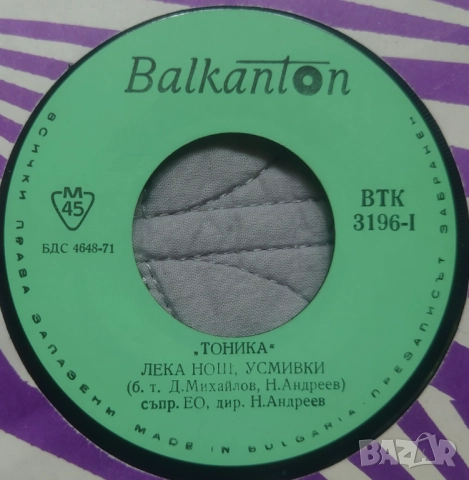 Balkanton
ВСИЧКИ ПРАВА ЗАПАЗЕНИ MADE IN BULGARIA·ПРЕЗАПИСЪТ ЗАБРАНЕН
М
45
БДС 4648-71
ВТК
3196-I
„ТОНИКА“
ЛЕКА НОЩ, УСМИВКИ
(б. т. Д. Михайлов, Н. Андреев)
съпр. ЕО, дир. Н. Андреев
BAZAR